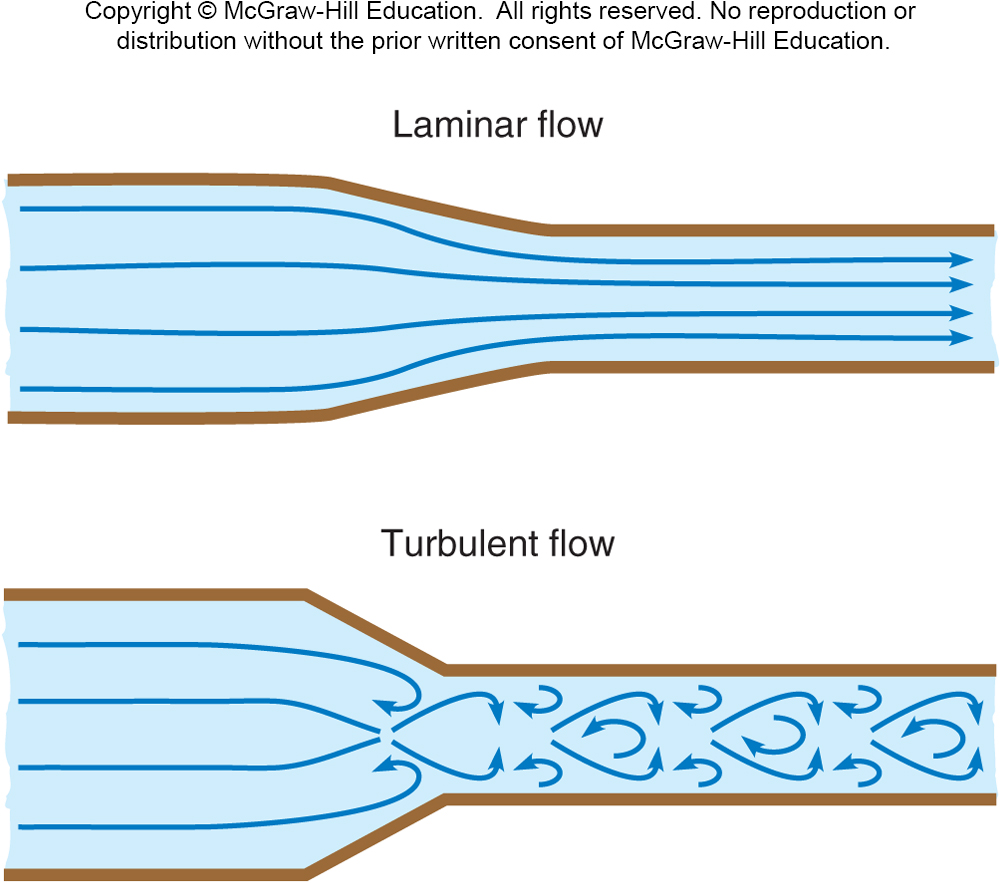 Copyright © McGraw-Hill Education. All rights reserved. No reproduction or
distribution without the prior written consent of McGraw-Hill Education.
Laminar flow
Turbulent flow